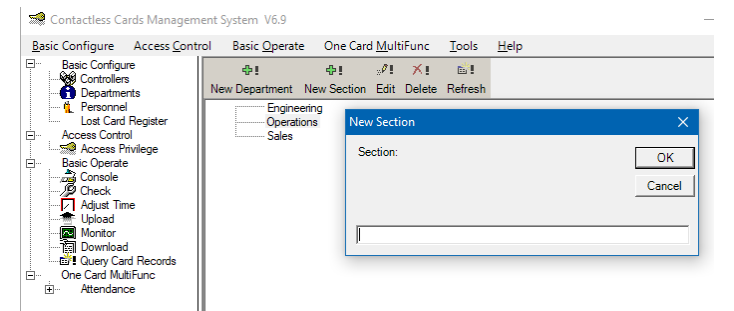 Contactless Cards Management System V6.9
Basic Configure Access Control Basic Operate One Card MultiFunc Tools Help
Basic Configure
Controllers
Departments
Personnel
Lost Card Register
Access Control
Access Privilege
Basic Operate
Console
Check
Adjust Time
Upload
Monitor
Download
Query Card Records
One Card MultiFunc
Attendance
New Department New Section Edit Delete Refresh
Engineering
Operations
Sales
New Section
Section:
OK
Cancel